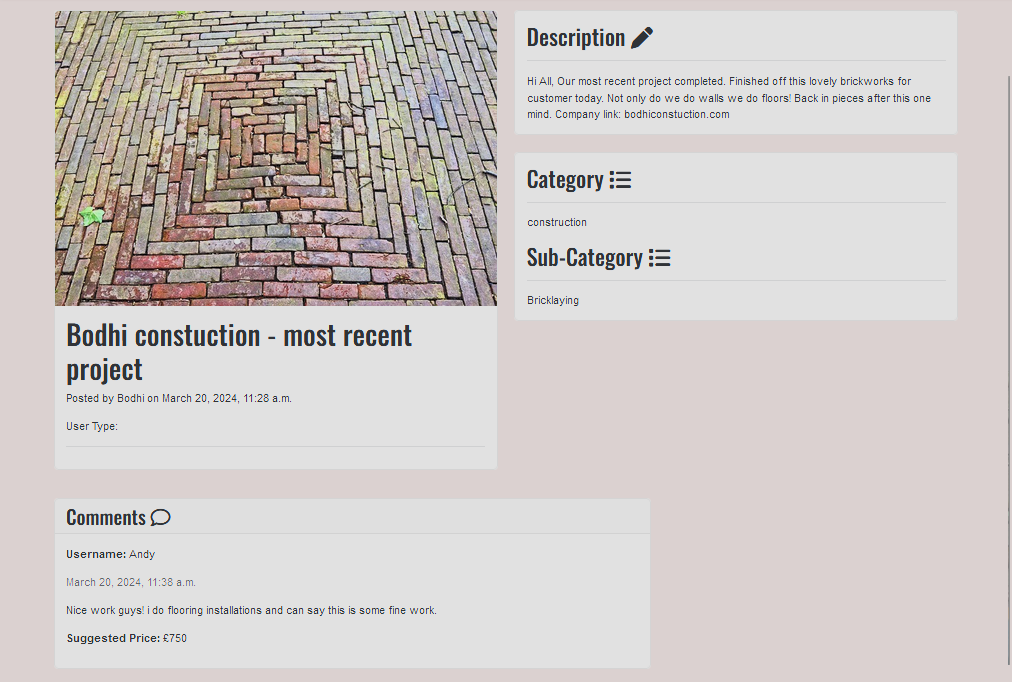 Bodhi constuction - most recent
project
Posted by Bodhi on March 20, 2024, 11:28 a.m.
User Type:
Description
Hi All, Our most recent project completed. Finished off this lovely brickworks for
customer today. Not only do we do walls we do floors! Back in pieces after this one
mind. Company link: bodhiconstuction.com
Category
construction
Sub-Category
Bricklaying
Comments
Username: Andy
March 20, 2024, 11:38 a.m.
Nice work guys! i do flooring installations and can say this is some fine work.
Suggested Price: £750